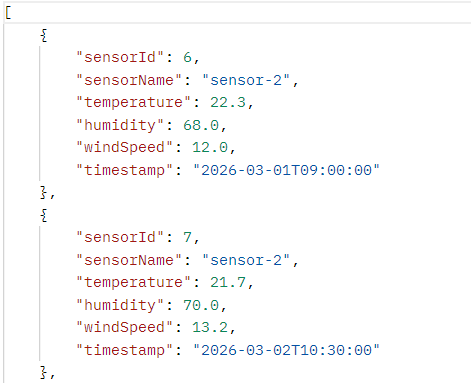 [
{
"sensorId": 6,
"sensorName": "sensor-2",
"temperature": 22.3,
"humidity": 68.0,
"windSpeed": 12.0,
"timestamp": "2026-03-01T09:00:00"
},
{
"sensorId": 7,
"sensorName": "sensor-2",
"temperature": 21.7,
"humidity": 70.0,
"windSpeed": 13.2,
"timestamp": "2026-03-02T10:30:00"
},